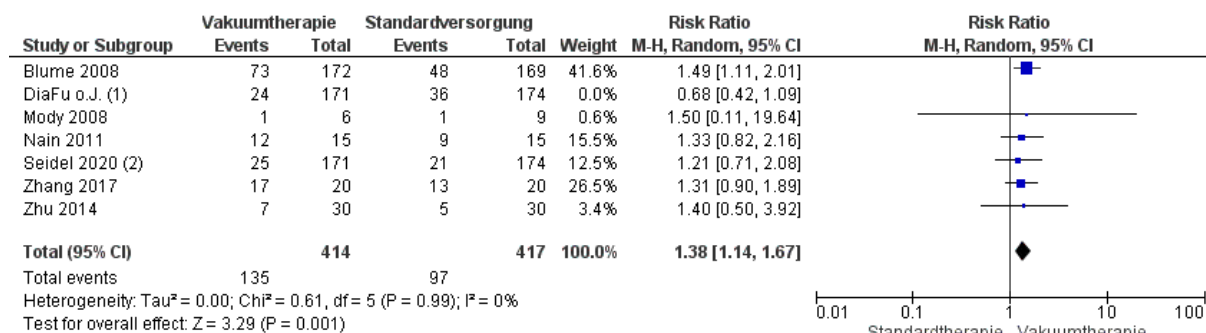 Vakuumtherapie Standardversorgung Risk Ratio Risk Ratio
Study or Subgroup Events Total Events Total Weight M-H, Random, 95% CI M-H, Random, 95% CI
Blume 2008 73 172 48 169 41.6% 1.49 [1.11, 2.01]
DiaFu o.J. (1) 24 171 36 174 0.0% 0.68 [0.42, 1.09]
Mody 2008 1 6 1 9 0.6% 1.50 [0.11, 19.64]
Nain 2011 12 15 9 15 15.5% 1.33 [0.82, 2.16]
Seidel 2020 (2) 25 171 21 174 12.5% 1.21 [0.71, 2.08]
Zhang 2017 17 20 13 20 26.5% 1.31 [0.90, 1.89]
Zhu 2014 7 30 5 30 3.4% 1.40 [0.50, 3.92]
Total (95% CI) 414 417 100.0% 1.38 [1.14, 1.67]
Total events 135 97
Heterogeneity: Tau² = 0.00; Chi² = 0.61, df = 5 (P = 0.99); I² = 0%
Test for overall effect: Z = 3.29 (P = 0.001)
0.01 0.1 1 10 100
Standardtherapie Vakuumtherapie